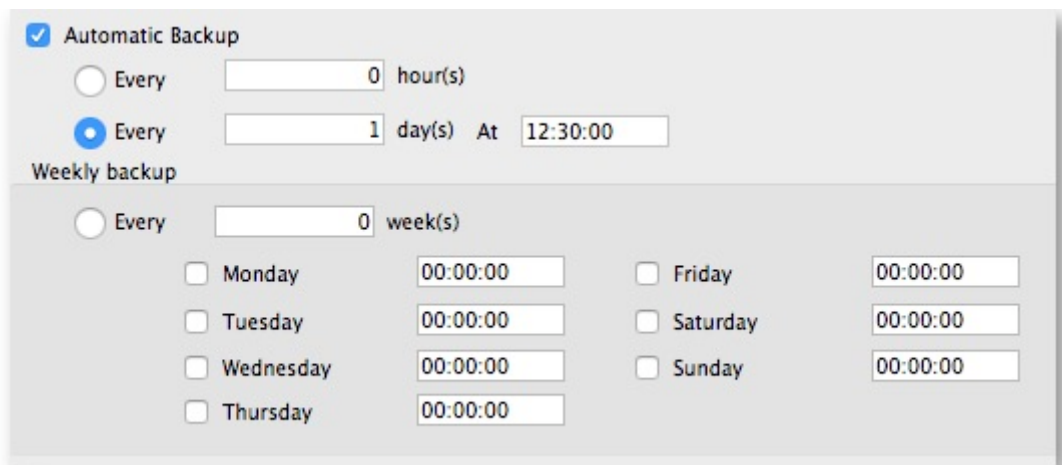 Automatic Backup
Every 0 hour(s)
Every 1 day(s) At 12:30:00
Weekly backup
Every 0 week(s)
Monday 00:00:00 Friday 00:00:00
Tuesday 00:00:00 Saturday 00:00:00
Wednesday 00:00:00 Sunday 00:00:00
Thursday 00:00:00